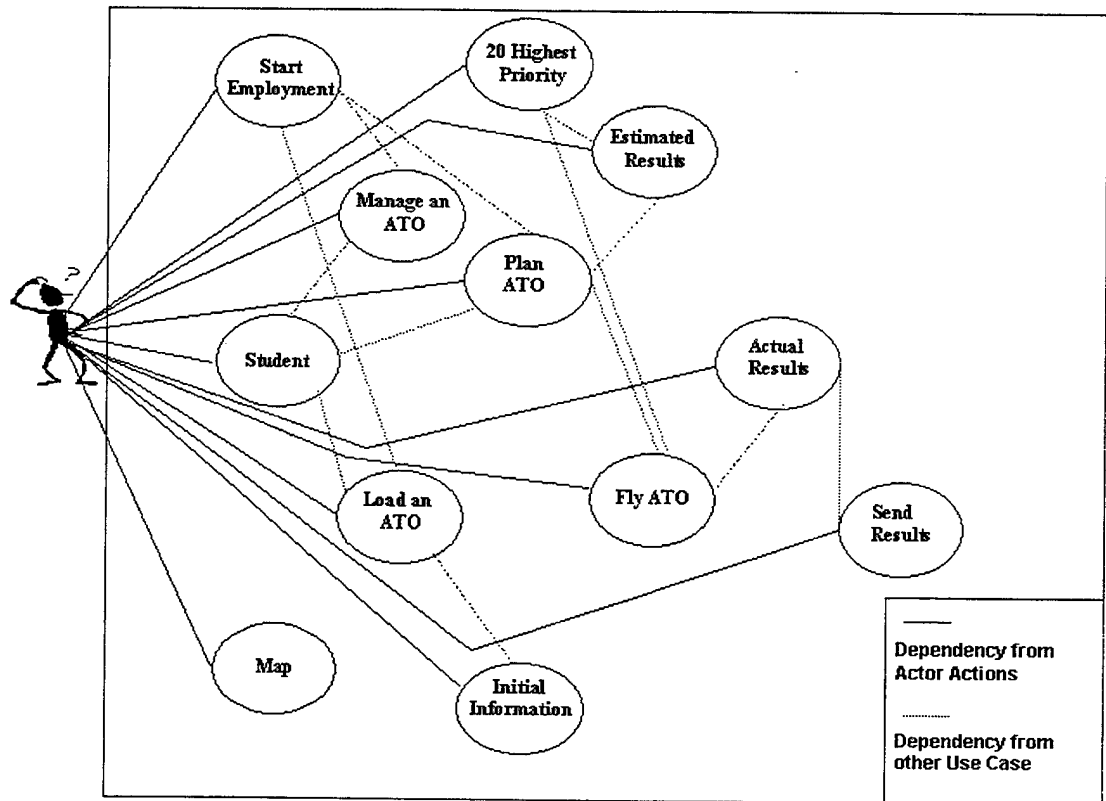 Start
Employment
20 Highest
Priority
Estimated
Results
Manage an
ATO
Plan
ATO
?
Student
Actual
Results
Load an
ATO
Fly ATO
Send
Results
Map
Initial
Information
Dependency from
Actor Actions
Dependency from
other Use Case